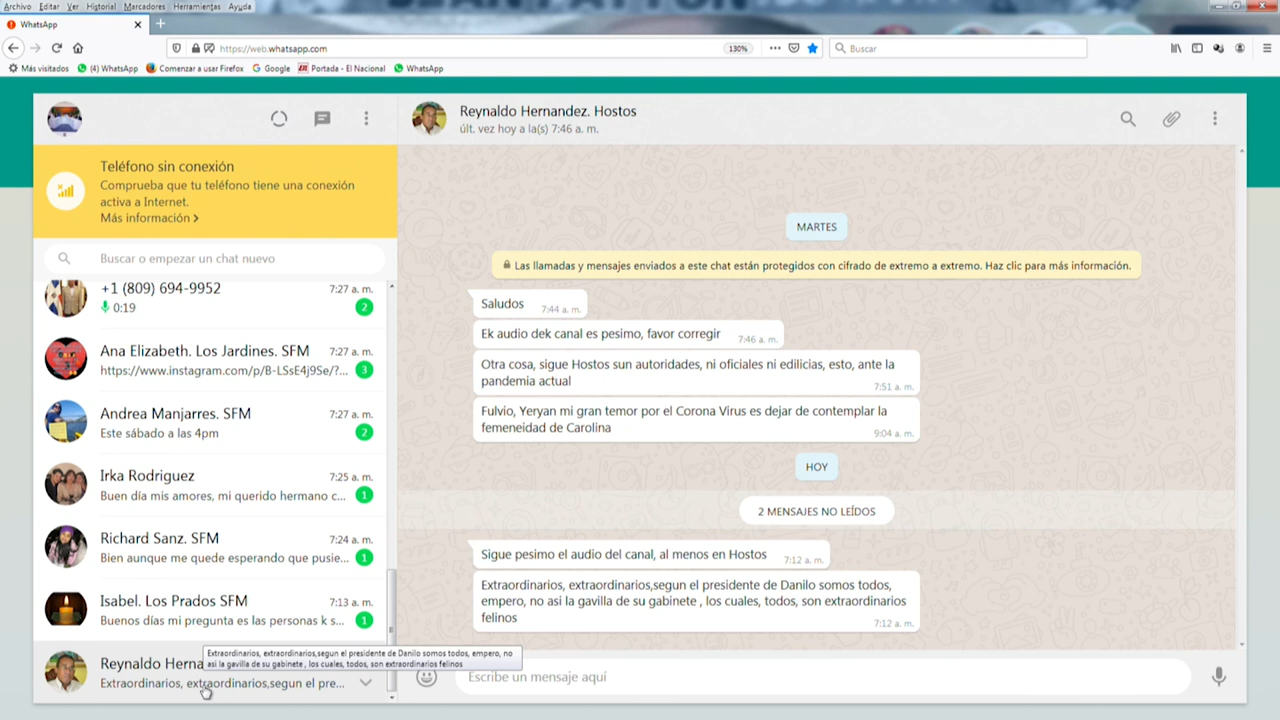 Archivo Editar Ver Historial Marcadores Herramientas Ayuda
WhatsApp
https://web.whatsapp.com
130%
Buscar
Más visitados
(4) WhatsApp
Comenzar a usar Firefox
Google
Portada - El Nacional
WhatsApp
Reynaldo Hernandez. Hostos
últ. vez hoy a la(s) 7:46 a. m.
Teléfono sin conexión
Comprueba que tu teléfono tiene una conexión
activa a Internet.
Más información >
Buscar o empezar un chat nuevo
+1 (809) 694-9952 7:27 a. m.
0:19 2
Ana Elizabeth. Los Jardines. SFM 7:27 a. m.
https://www.instagram.com/p/B-LSsE4j9Se/?... 3
Andrea Manjarres. SFM 7:27 a. m.
Este sábado a las 4pm 2
Irka Rodriguez 7:25 a. m.
Buen día mis amores, mi querido hermano c... 1
Richard Sanz. SFM 7:24 a. m.
Bien aunque me quede esperando que pusie... 1
Isabel. Los Prados SFM 7:13 a. m.
Buenos días mi pregunta es las personas k s... 1
Reynaldo Herna
Extraordinarios, extraordinarios,segun el pre...
Extraordinarios, extraordinarios,segun el presidente de Danilo somos todos, empero, no
asi la gavilla de su gabinete , los cuales, todos, son extraordinarios felinos
MARTES
Las llamadas y mensajes enviados a este chat están protegidos con cifrado de extremo a extremo. Haz clic para más información.
Saludos 7:44 a. m.
Ek audio dek canal es pesimo, favor corregir 7:46 a. m.
Otra cosa, sigue Hostos sun autoridades, ni oficiales ni edilicias, esto, ante la
pandemia actual 7:51 a. m.
Fulvio, Yeryan mi gran temor por el Corona Virus es dejar de contemplar la
femeneidad de Carolina 9:04 a. m.
HOY
2 MENSAJES NO LEÍDOS
Sigue pesimo el audio del canal, al menos en Hostos 7:12 a. m.
Extraordinarios, extraordinarios,segun el presidente de Danilo somos todos,
empero, no asi la gavilla de su gabinete , los cuales, todos, son extraordinarios
felinos 7:12 a. m.
Escribe un mensaje aquí